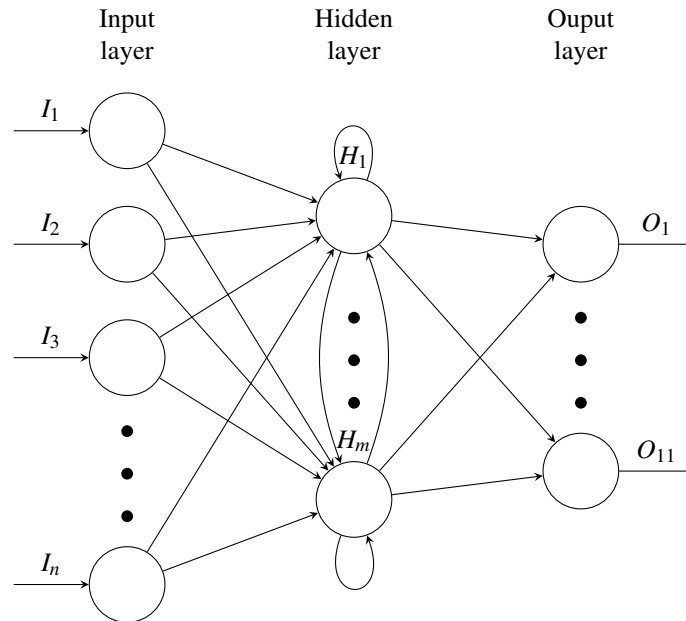 Input
layer
Hidden
layer
Ouput
layer
I₁
I₂
I₃
Iₙ
H₁
Hₘ
O₁
O₁₁